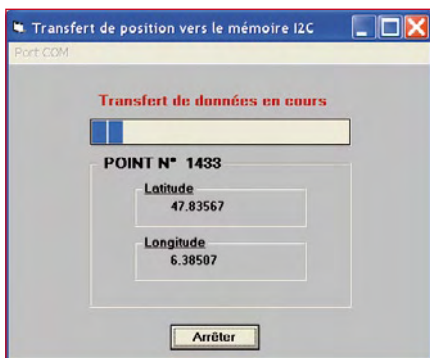 Transfert de position vers le mémoire I2C
Port COM
Transfert de données en cours
POINT N° 1433
Latitude
47.83567
Longitude
6.38507
Arrêter